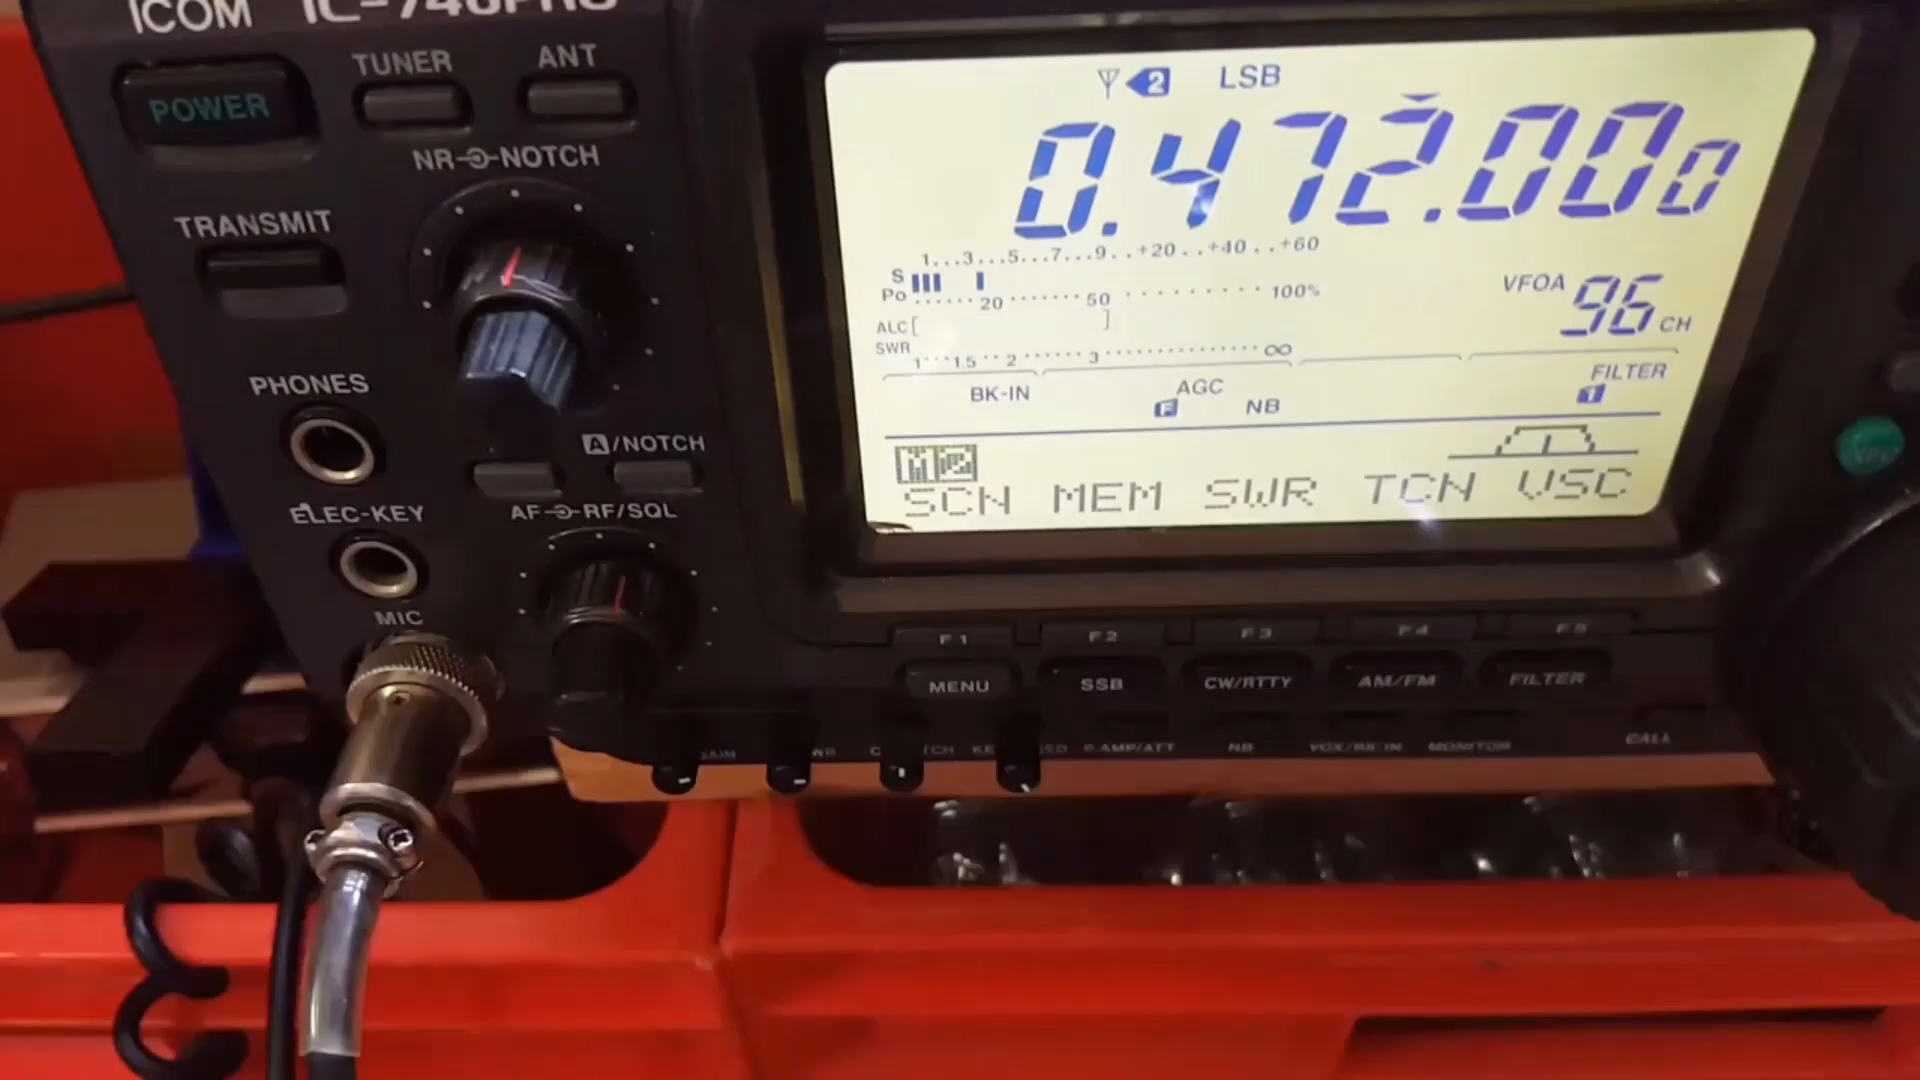 ICOM IC-746PRO
TUNER ANT
POWER
NR NOTCH
TRANSMIT
PHONES
A/NOTCH
ELEC-KEY
AF RF/SQL
MIC
2 LSB
0.472.000
1...3...5...7...9..+20..+40..+60
S
Po 20 50 100%
VFOA 96 CH
ALC
SWR 1 1.5 2 3 ∞
FILTER
BK-IN AGC 1
F NB
SCN MEM SWR TCN VSC
F1 F2 F3 F4 F5
MENU SSB CW/RTTY AM/FM FILTER
P.AMP/ATT NB VOX/BK-IN MONITOR CALL